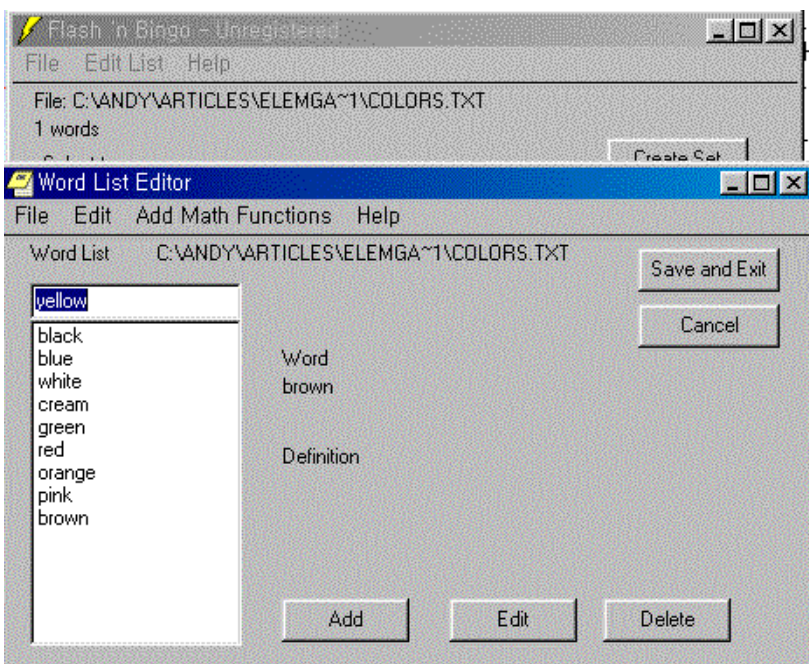 Flash 'n Bingo - Unregistered
File Edit List Help
File: C:\ANDY\ARTICLES\ELEMGA~1\COLORS.TXT
1 words
Create Set
Word List Editor
File Edit Add Math Functions Help
Word List C:\ANDY\ARTICLES\ELEMGA~1\COLORS.TXT
Save and Exit
yellow
Cancel
black
blue
white
cream
green
red
orange
pink
brown
Word
brown
Definition
Add Edit Delete